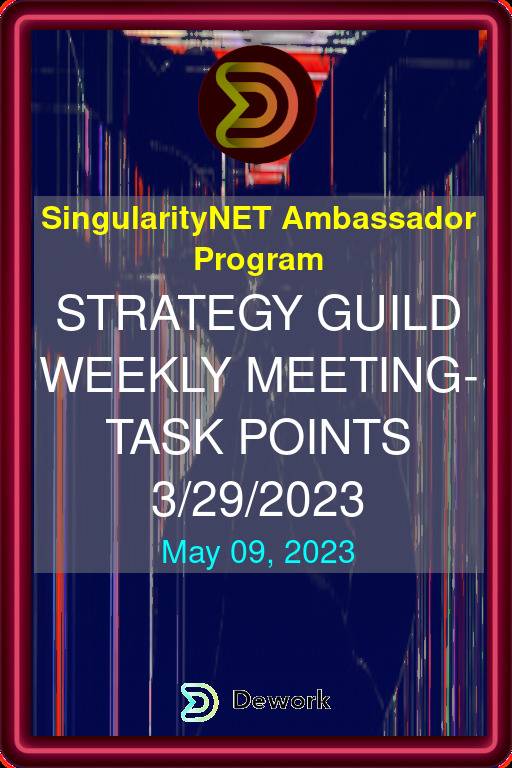 SingularityNET Ambassador
Program
STRATEGY GUILD
WEEKLY MEETING-
TASK POINTS
3/29/2023
May 09, 2023
Dework